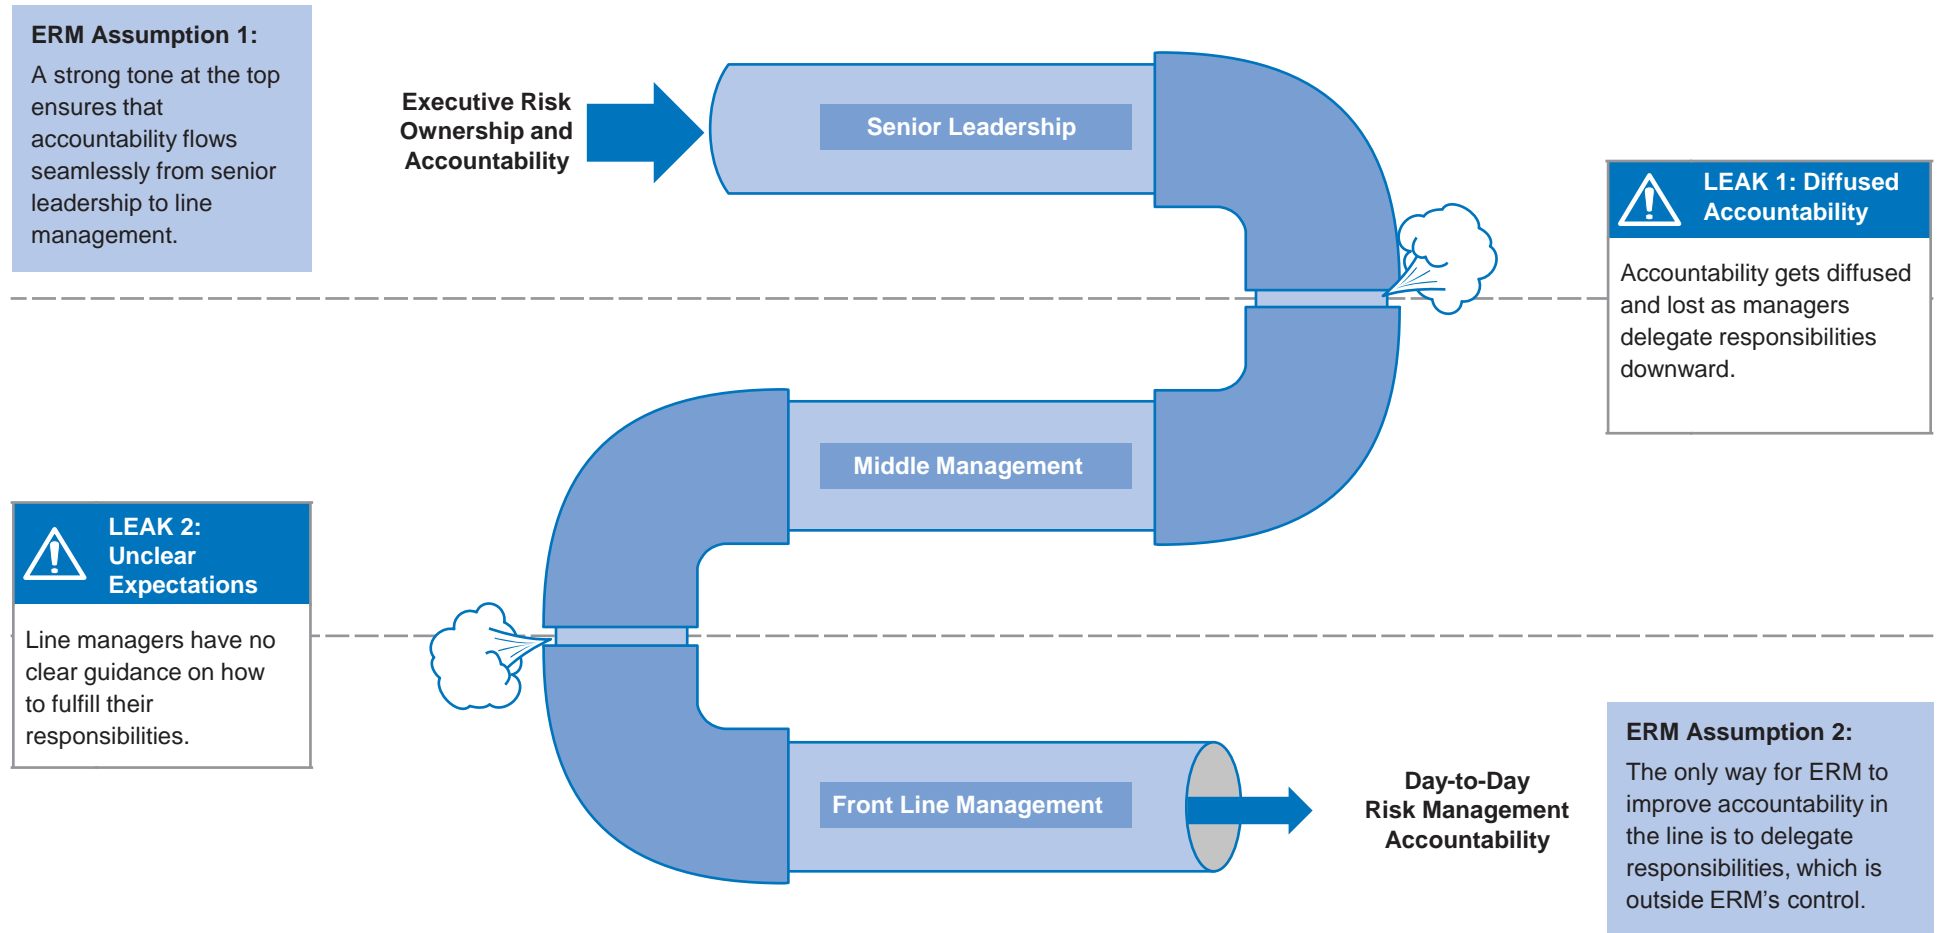 ERM Assumption 1:
A strong tone at the top
ensures that
accountability flows
seamlessly from senior
leadership to line
management.
Executive Risk
Ownership and
Accountability
Senior Leadership
LEAK 1: Diffused
Accountability
Accountability gets diffused
and lost as managers
delegate responsibilities
downward.
Middle Management
LEAK 2:
Unclear
Expectations
Line managers have no
clear guidance on how
to fulfill their
responsibilities.
Front Line Management
Day-to-Day
Risk Management
Accountability
ERM Assumption 2:
The only way for ERM to
improve accountability in
the line is to delegate
responsibilities, which is
outside ERM’s control.